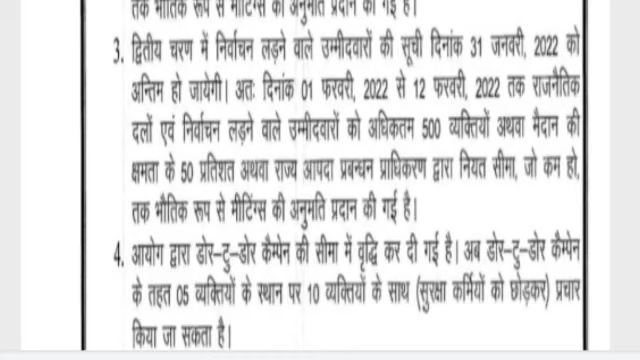 तक भौतिक रूप से मीटिंग्स की अनुमति प्रदान की गई है।
3. द्वितीय चरण में निर्वाचन लड़ने वाले उम्मीदवारों की सूची दिनांक 31 जनवरी, 2022 को
अन्तिम हो जायेगी। अतः दिनांक 01 फरवरी, 2022 से 12 फरवरी, 2022 तक राजनैतिक
दलों एवं निर्वाचन लड़ने वाले उम्मीदवारों को अधिकतम 500 व्यक्तियों अथवा मैदान की
क्षमता के 50 प्रतिशत अथवा राज्य आपदा प्रबन्धन प्राधिकरण द्वारा नियत सीमा, जो कम हो,
तक भौतिक रूप से मीटिंग्स की अनुमति प्रदान की गई है।
4. आयोग द्वारा डोर–टु–डोर कैम्पेन की सीमा में वृद्धि कर दी गई है। अब डोर–टु–डोर कैम्पेन
के तहत 05 व्यक्तियों के स्थान पर 10 व्यक्तियों के साथ (सुरक्षा कर्मियों को छोड़कर) प्रचार
किया जा सकता है।